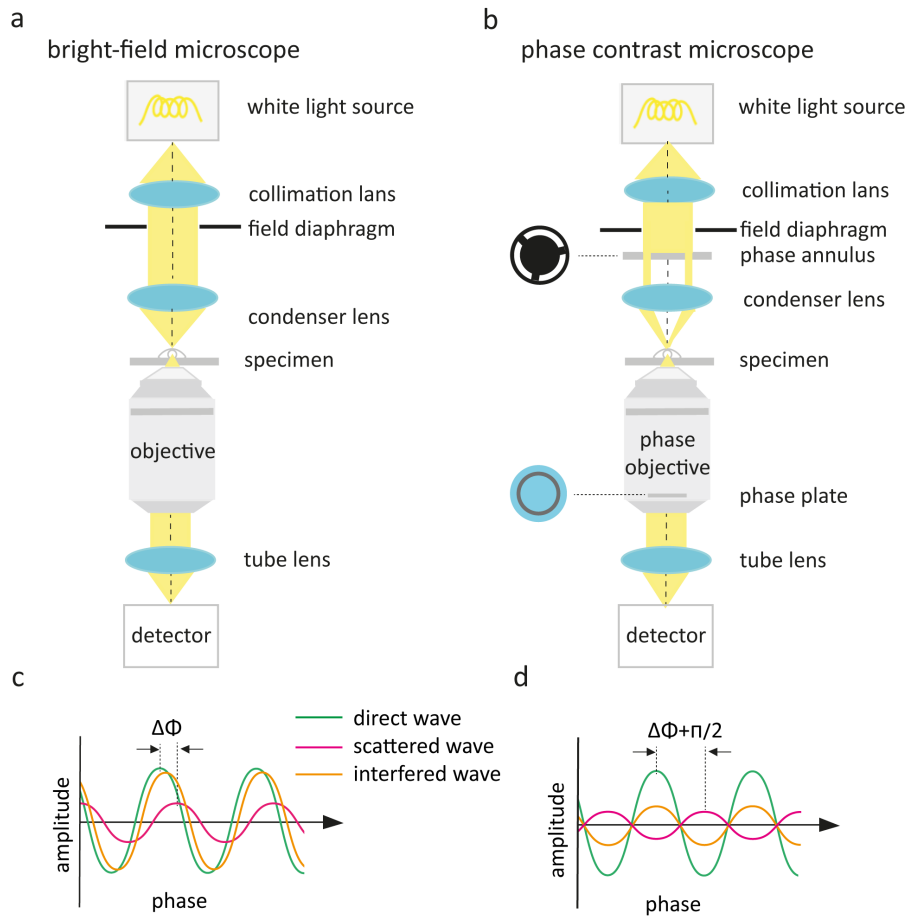 a
bright-field microscope
white light source
collimation lans
field diaphragm
condenser lens
specimen
objective
tube lens
detector
b
phase contrast microscope
white light source
collimation lans
field diaphragm
phase annulus
condenser lens
specimen
phase
objective
phase plate
tube lens
detector
c
ΔΦ
direct wave
scattered wave
interfered wave
amplitude
phase
d
ΔΦ+π/2
amplitude
phase